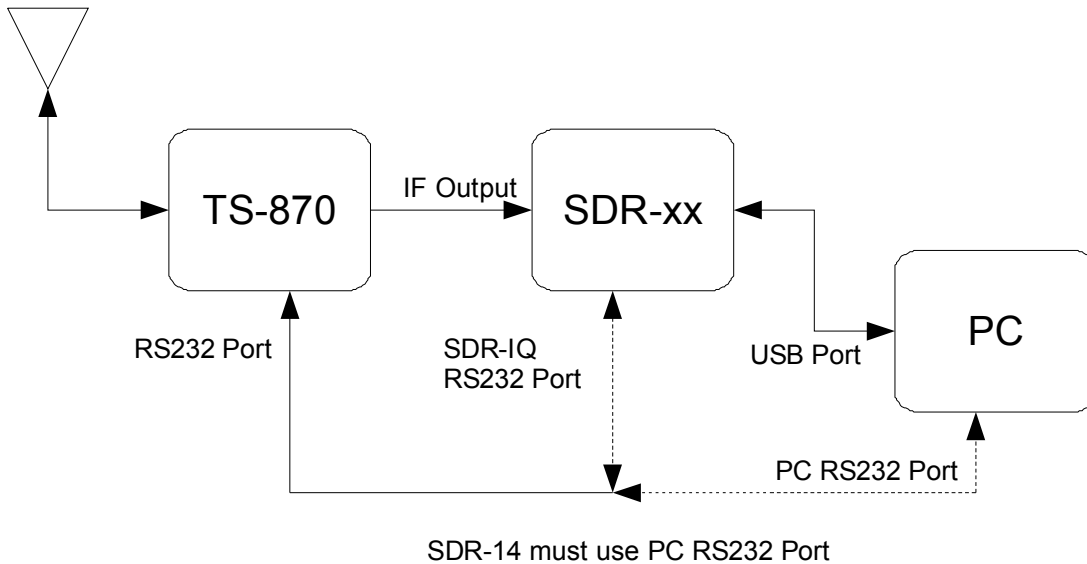 TS-870
IF Output
SDR-xx
RS232 Port
SDR-IQ
RS232 Port
USB Port
PC
PC RS232 Port
SDR-14 must use PC RS232 Port